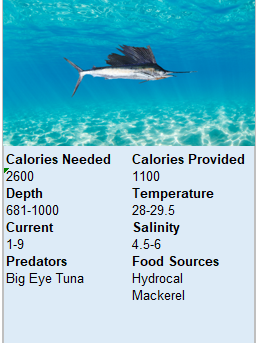 Calories Needed Calories Provided
2600 1100
Depth Temperature
681-1000 28-29.5
Current Salinity
1-9 4.5-6
Predators Food Sources
Big Eye Tuna Hydrocal
Mackerel